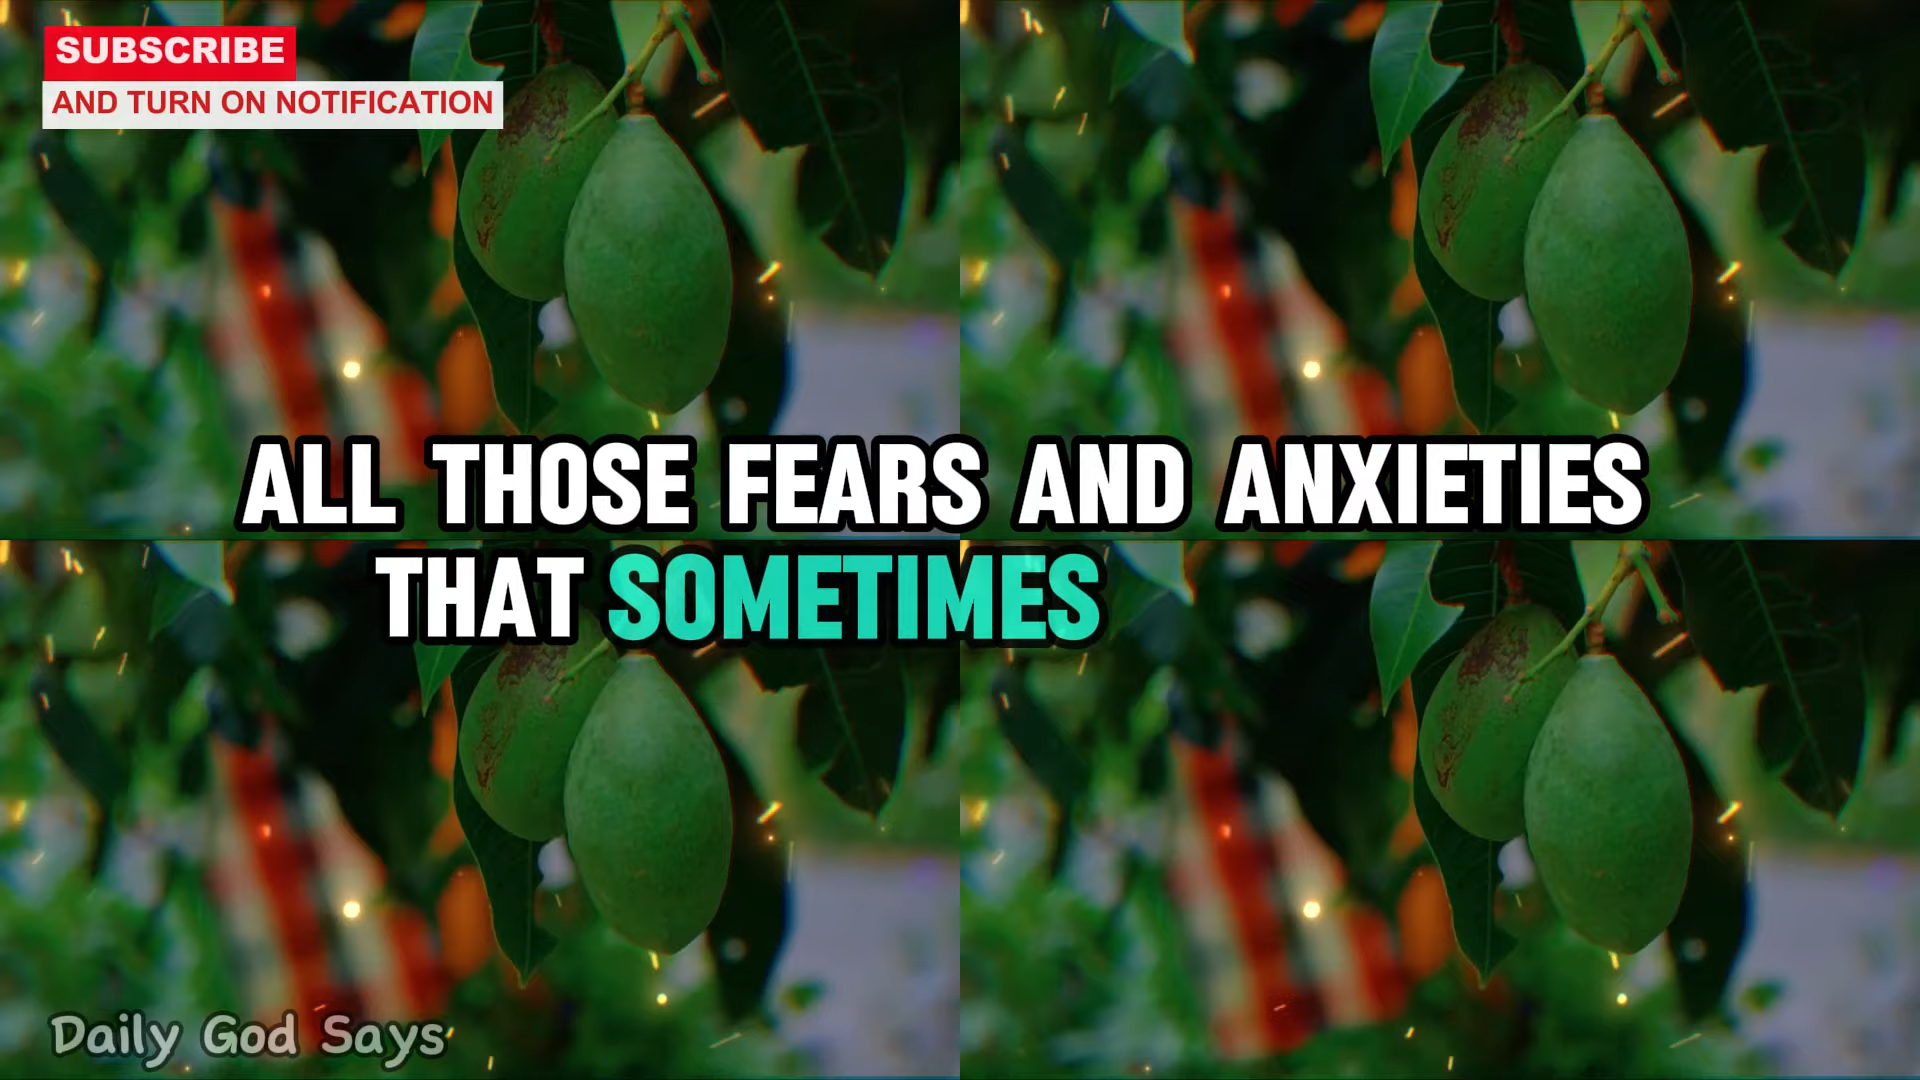 SUBSCRIBE
AND TURN ON NOTIFICATION
ALL THOSE FEARS AND ANXIETIES
THAT SOMETIMES
Daily God Says